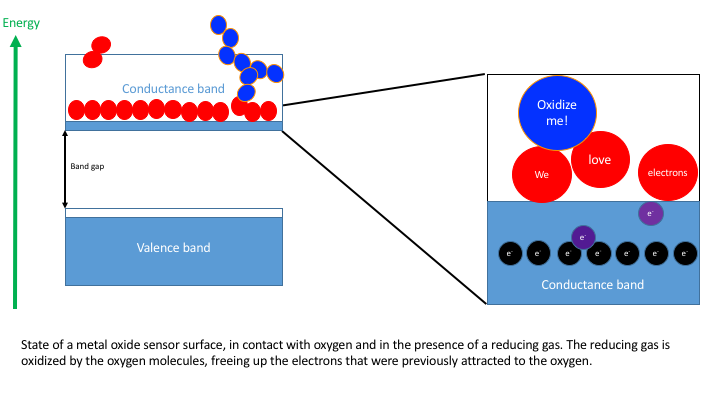 Energy
Conductance band
Band gap
Valence band
Oxidize
me!
We
love
electrons
e-
e-
e-
e-
e-
e-
e-
e-
e-
Conductance band
State of a metal oxide sensor surface, in contact with oxygen and in the presence of a reducing gas. The reducing gas is
oxidized by the oxygen molecules, freeing up the electrons that were previously attracted to the oxygen.